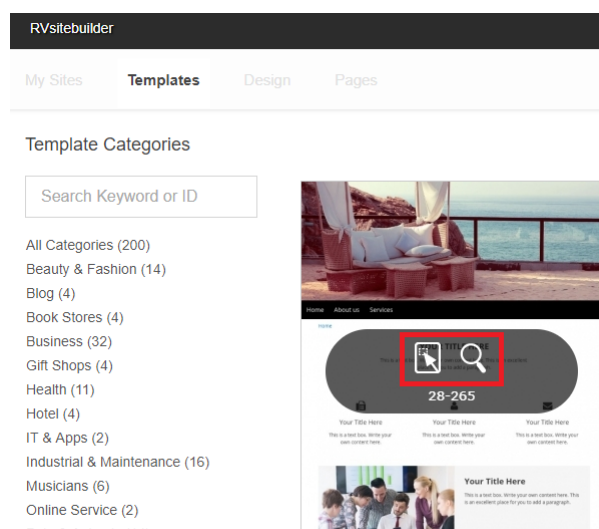 RVsitebuilder
My Sites Templates Design Pages
Template Categories
Search Keyword or ID
All Categories (200)
Beauty & Fashion (14)
Blog (4)
Book Stores (4)
Business (32)
Gift Shops (4)
Health (11)
Hotel (4)
IT & Apps (2)
Industrial & Maintenance (16)
Musicians (6)
Online Service (2)
Home About us Services
Home
YOUR TITLE HERE
28-265
Your Title Here Your Title Here Your Title Here
This is a text box. Write your This is a text box. Write your This is a text box. Write your
own content here. own content here. own content here.
Your Title Here
This is a text box. Write your own content here. This
is an excellent place for you to add a paragraph.